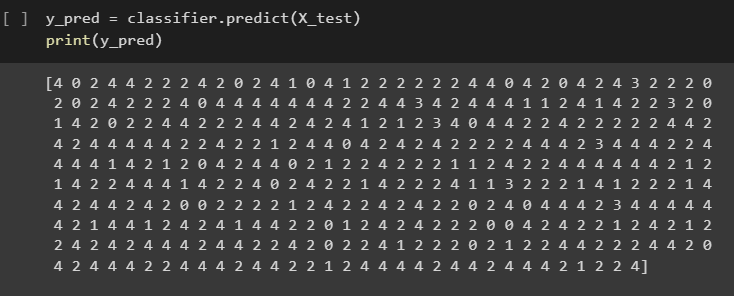 [ ] y_pred = classifier.predict(X_test)
print(y_pred)
[4 0 2 4 4 2 2 2 4 2 0 2 4 1 0 4 1 2 2 2 2 2 2 4 4 0 4 2 0 4 2 4 3 2 2 2 0
2 0 2 4 2 2 2 4 0 4 4 4 4 4 4 2 2 4 4 3 4 2 4 4 4 1 1 2 4 1 4 2 2 3 2 0
1 4 2 0 2 2 4 4 2 2 2 4 4 2 4 2 4 1 2 1 2 3 4 0 4 4 2 2 4 2 2 2 2 2 4 4 2
4 2 4 4 4 4 4 2 2 4 2 2 1 2 4 4 0 4 2 4 2 4 2 2 2 2 4 4 4 2 3 4 4 4 2 2 4
4 4 4 1 4 2 1 2 0 4 2 4 4 0 2 1 2 2 4 2 2 2 1 1 2 4 2 2 4 4 4 4 4 4 2 1 2
1 4 2 2 4 4 4 1 4 2 2 4 0 2 4 2 2 1 4 2 2 2 4 1 1 3 2 2 2 1 4 1 2 2 2 1 4
4 2 4 4 2 4 2 0 0 2 2 2 2 1 2 4 2 2 4 2 4 2 2 0 2 4 0 4 4 4 2 3 4 4 4 4 4
4 2 1 4 4 1 2 4 2 4 1 4 4 2 2 0 1 2 4 2 4 2 2 2 0 0 4 2 4 2 2 1 2 4 2 1 2
2 4 2 4 2 4 4 4 2 4 4 2 2 4 2 0 2 2 4 1 2 2 2 0 2 1 2 2 4 4 2 2 2 4 4 2 0
4 2 4 4 4 2 2 4 4 4 2 4 4 2 2 1 2 4 4 4 4 2 4 4 2 4 4 4 2 1 2 2 4]